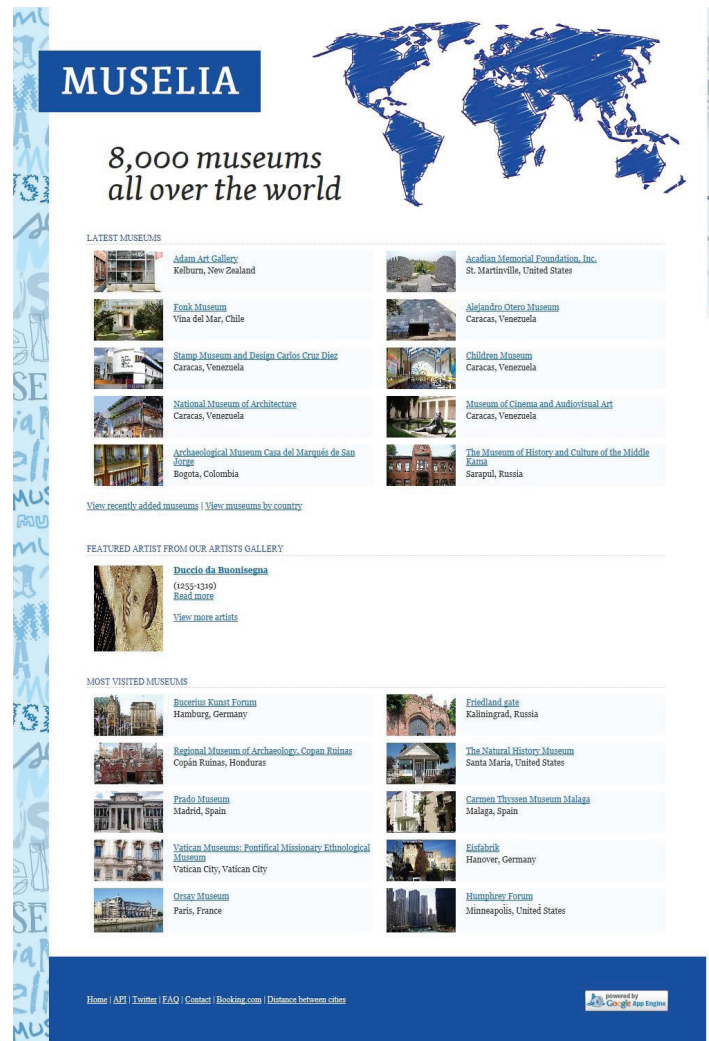 MUSELIA
8,000 museums
all over the world
LATEST MUSEUMS
Adam Art Gallery
Kelburn, New Zealand
Acadian Memorial Foundation, Inc.
St. Martinville, United States
Fonk Museum
Vina del Mar, Chile
Alejandro Otero Museum
Caracas, Venezuela
Stamp Museum and Design Carlos Cruz Diez
Caracas, Venezuela
Children Museum
Caracas, Venezuela
National Museum of Architecture
Caracas, Venezuela
Museum of Cinema and Audiovisual Art
Caracas, Venezuela
Archaeological Museum Casa del Marqués de San
Jorge
Bogota, Colombia
The Museum of History and Culture of the Middle
Kama
Sarapul, Russia
View recently added museums | View museums by country
FEATURED ARTIST FROM OUR ARTISTS GALLERY
Duccio da Buonisegna
(1255-1319)
Read more
View more artists
MOST VISITED MUSEUMS
Bucerius Kunst Forum
Hamburg, Germany
Friedland gate
Kaliningrad, Russia
Regional Museum of Archaeology, Copan Ruinas
Copán Ruinas, Honduras
The Natural History Museum
Santa Maria, United States
Prado Museum
Madrid, Spain
Carmen Thyssen Museum Malaga
Malaga, Spain
Vatican Museums: Pontifical Missionary Ethnological
Museum
Vatican City, Vatican City
Eisfabrik
Hanover, Germany
Orsay Museum
Paris, France
Humphrey Forum
Minneapolis, United States
Home | API | Twitter | FAQ | Contact | Booking.com | Distance between cities
powered by
Google App Engine